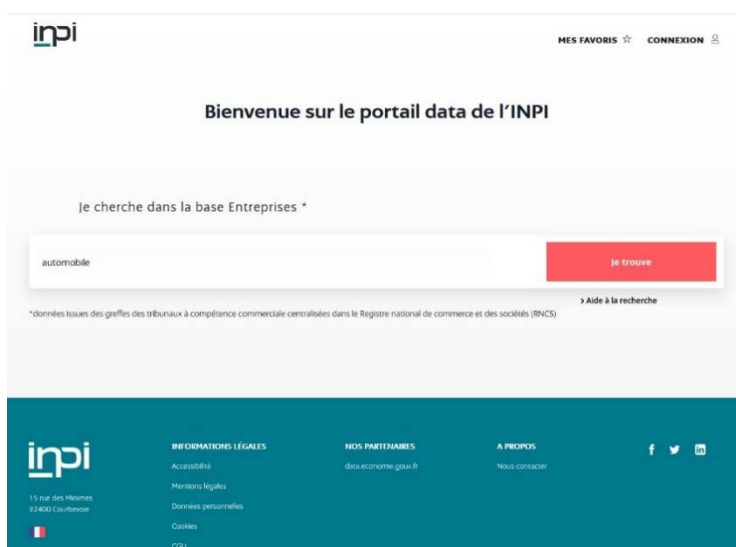 inpi
MES FAVORIS CONNEXION
Bienvenue sur le portail data de l'INPI
Je cherche dans la base Entreprises *
automobile
Je trouve
› Aide à la recherche
*données issues des greffes des tribunaux à compétence commerciale centralisées dans le Registre national de commerce et des sociétés (RNCS)
inpi
15 rue des Minimes
92400 Courbevoie
INFORMATIONS LÉGALES
Accessibilité
Mentions légales
Données personnelles
Cookies
CGU
NOS PARTENAIRES
data.economie.gouv.fr
A PROPOS
Nous contacter
f in